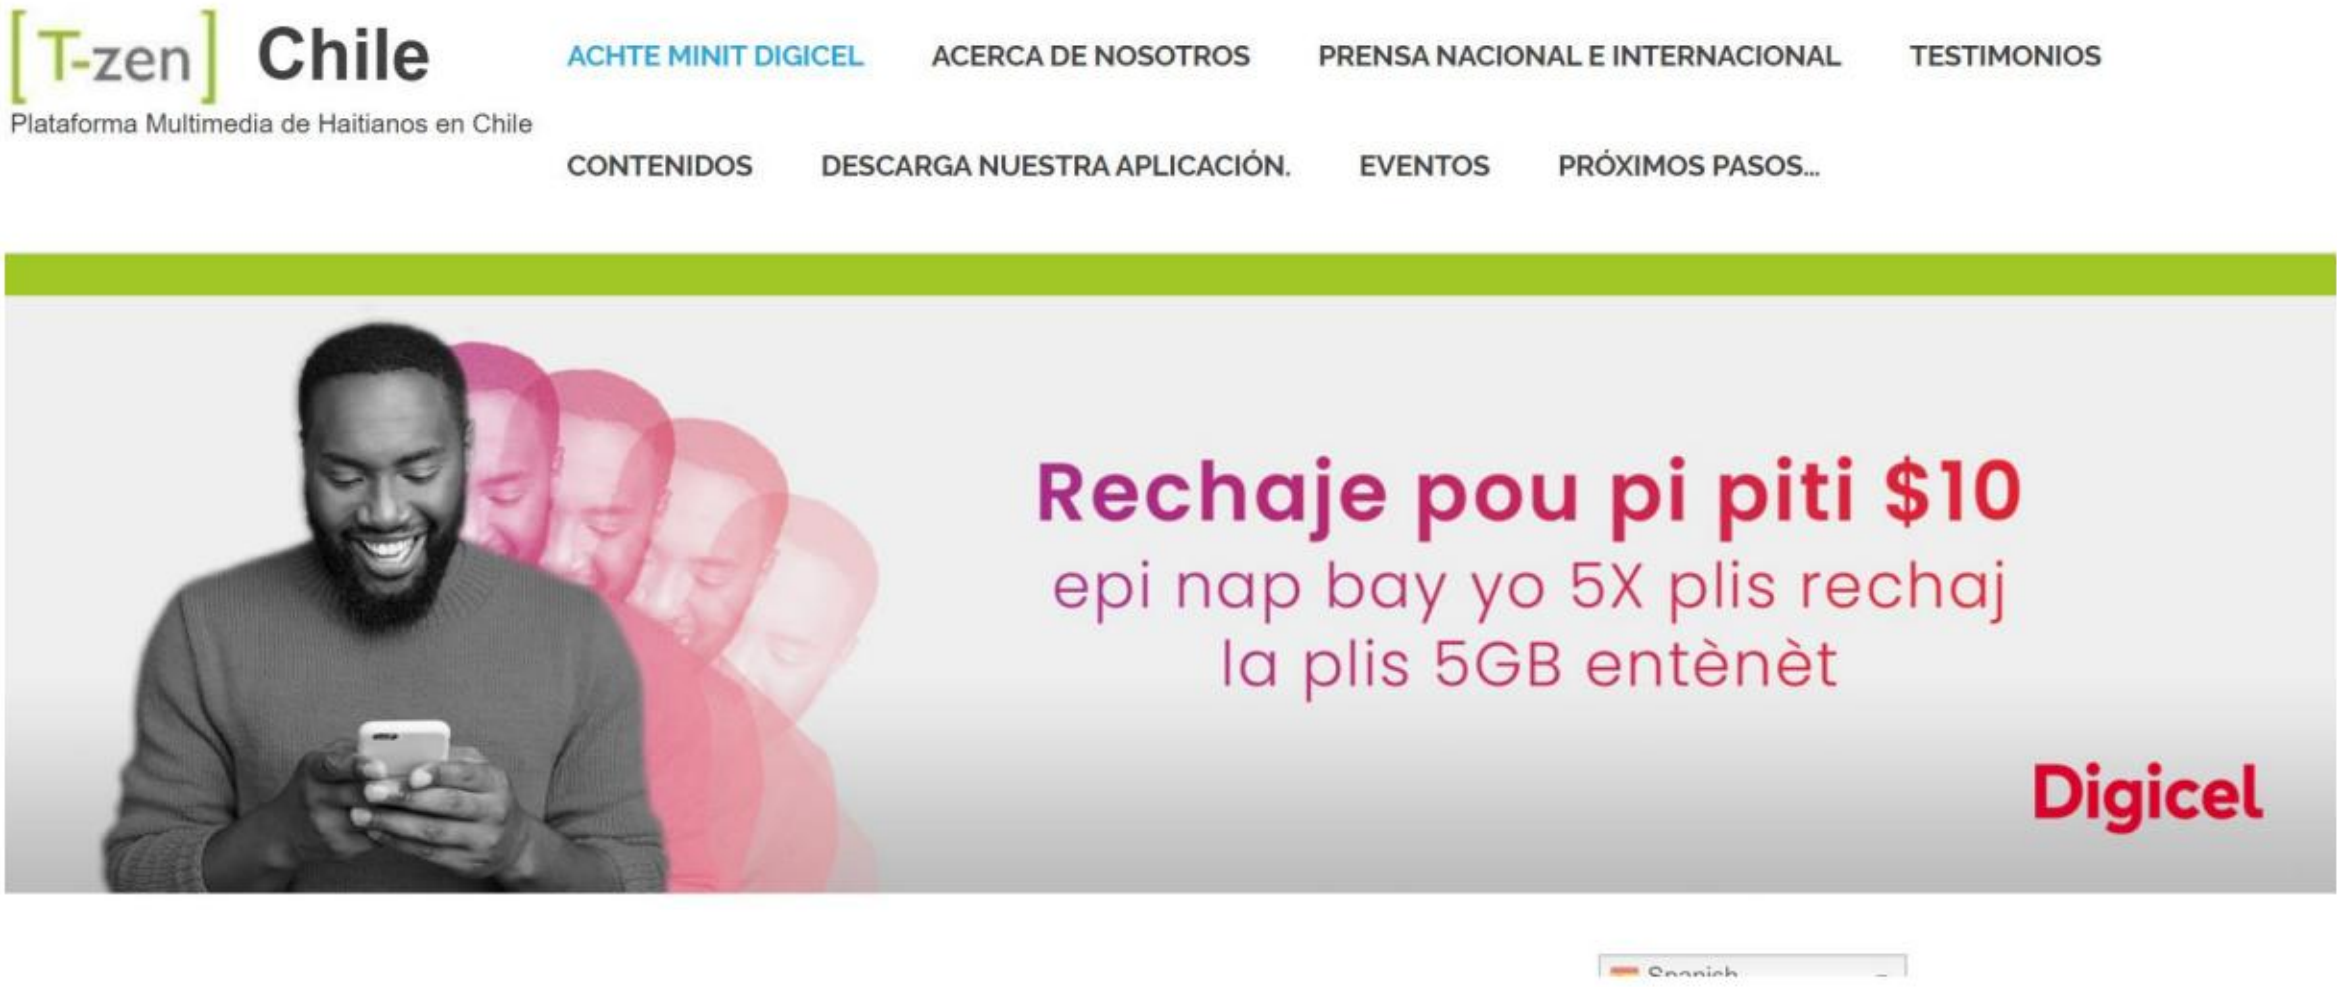 [T-zen] Chile
Plataforma Multimedia de Haitianos en Chile
ACHTE MINIT DIGICEL ACERCA DE NOSOTROS PRENSA NACIONAL E INTERNACIONAL TESTIMONIOS
CONTENIDOS DESCARGA NUESTRA APLICACIÓN. EVENTOS PRÓXIMOS PASOS...
Rechaje pou pi piti $10
epi nap bay yo 5X plis rechaj
la plis 5GB entènèt
Digicel
Spanish